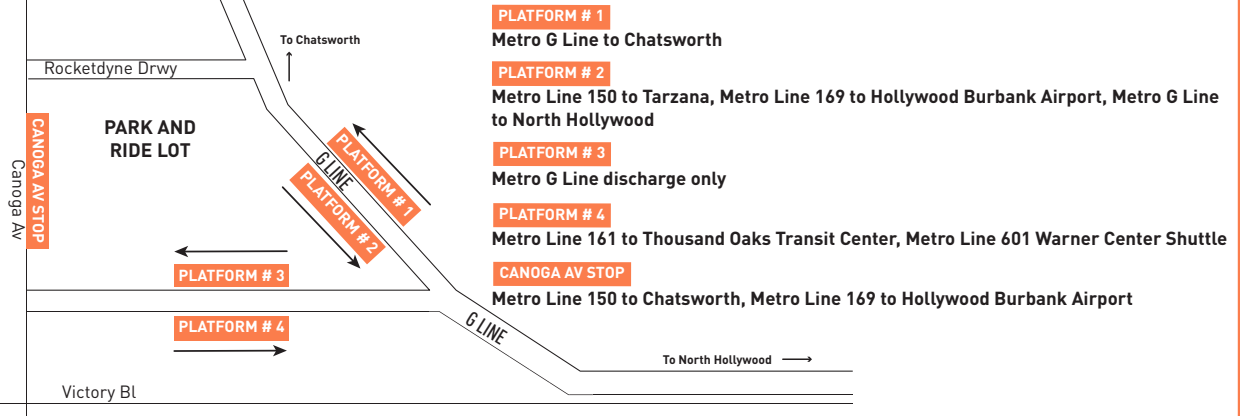 To Chatsworth
Rocketdyne Drwy
PARK AND
RIDE LOT
CANOGA AV STOP
Canoga Av
G LINE
PLATFORM # 1
PLATFORM # 2
PLATFORM # 3
PLATFORM # 4
G LINE
To North Hollywood
Victory Bl
PLATFORM # 1
Metro G Line to Chatsworth
PLATFORM # 2
Metro Line 150 to Tarzana, Metro Line 169 to Hollywood Burbank Airport, Metro G Line
to North Hollywood
PLATFORM # 3
Metro G Line discharge only
PLATFORM # 4
Metro Line 161 to Thousand Oaks Transit Center, Metro Line 601 Warner Center Shuttle
CANOGA AV STOP
Metro Line 150 to Chatsworth, Metro Line 169 to Hollywood Burbank Airport